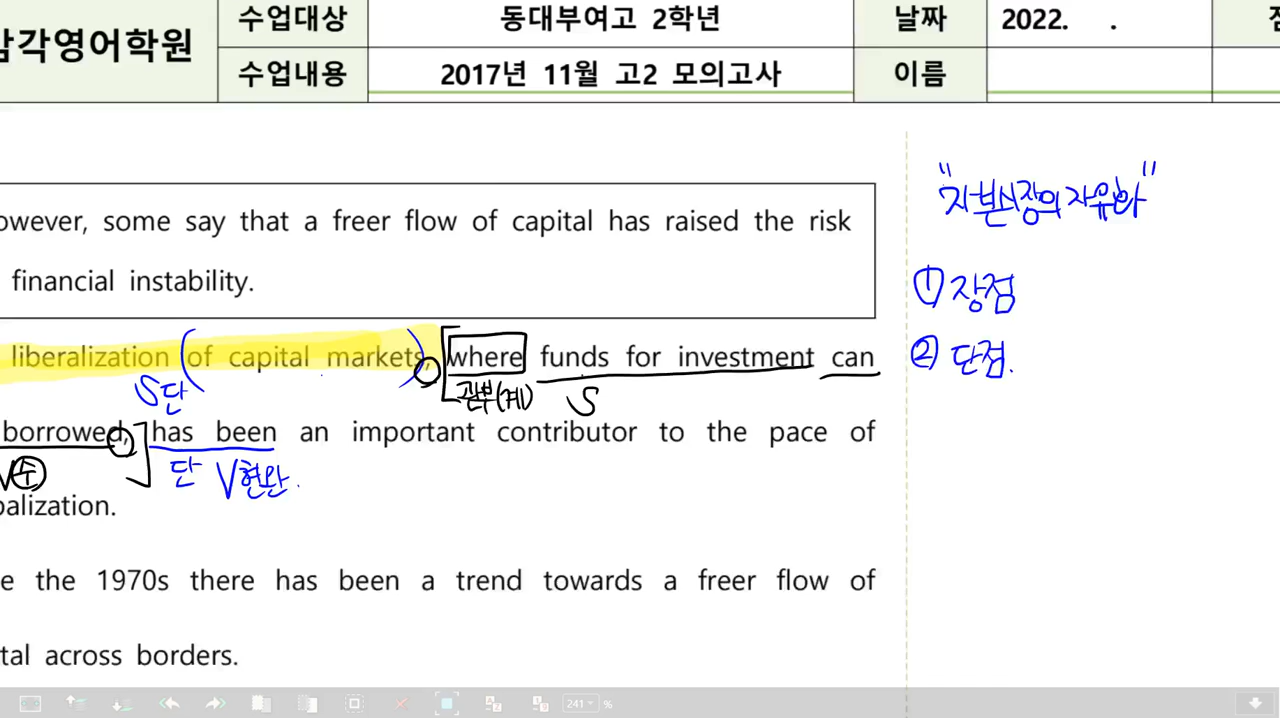 수업대상 동대부여고 2학년 날짜 2022. .
각영어학원
수업내용 2017년 11월 고2 모의고사 이름
owever, some say that a freer flow of capital has raised the risk
financial instability.
"자본시장의 자유화"
① 장점
② 단점.
liberalization (of capital markets), [where funds for investment can
S단 관부(계) S
borrowed,] has been an important contributor to the pace of
V㊌ 단 V현완.
balization.
e the 1970s there has been a trend towards a freer flow of
tal across borders.
241 %